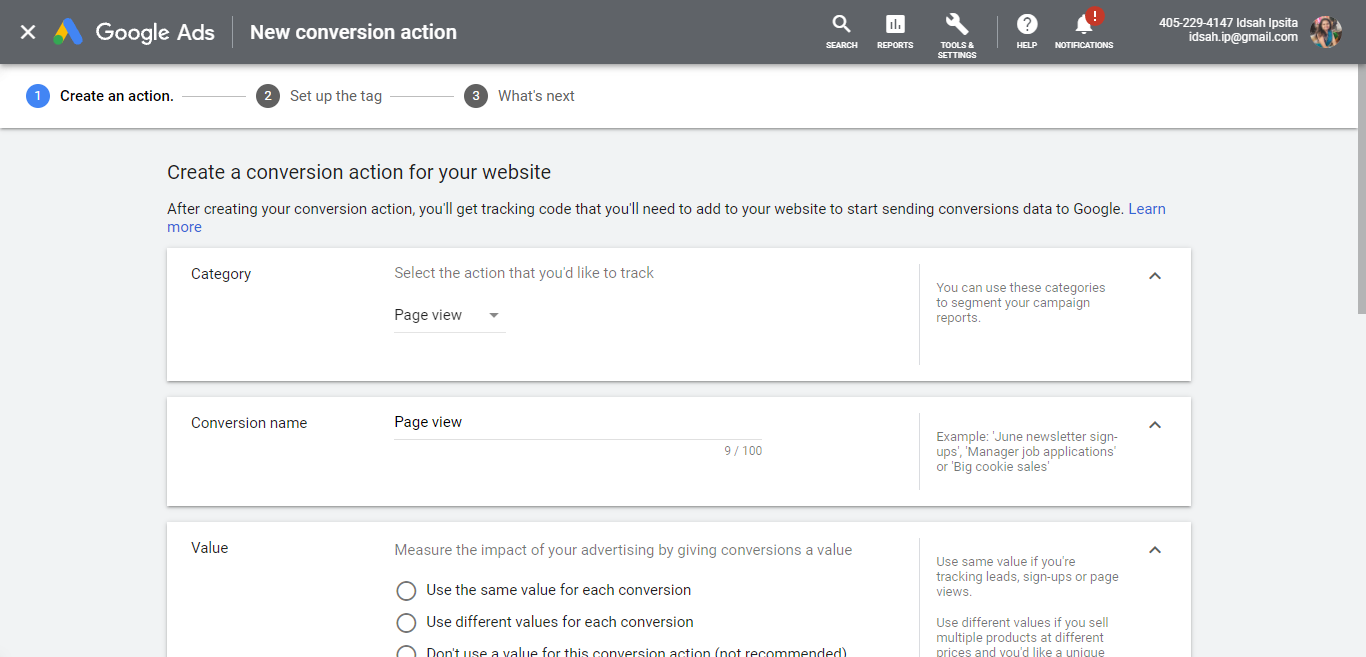 Google Ads
New conversion action
SEARCH
REPORTS
TOOLS &
SETTINGS
?
HELP
!
NOTIFICATIONS
405-229-4147 Idsah Ipsita
idsah.ip@gmail.com
1 Create an action.
2 Set up the tag
3 What's next
Create a conversion action for your website
After creating your conversion action, you'll get tracking code that you'll need to add to your website to start sending conversions data to Google. Learn
more
Category
Select the action that you'd like to track
Page view
You can use these categories
to segment your campaign
reports.
Conversion name
Page view
9 / 100
Example: 'June newsletter sign-
ups', 'Manager job applications'
or 'Big cookie sales'
Value
Measure the impact of your advertising by giving conversions a value
Use the same value for each conversion
Use different values for each conversion
Don't use a value for this conversion action (not recommended)
Use same value if you're
tracking leads, sign-ups or page
views.
Use different values if you sell
multiple products at different
prices and you'd like a unique